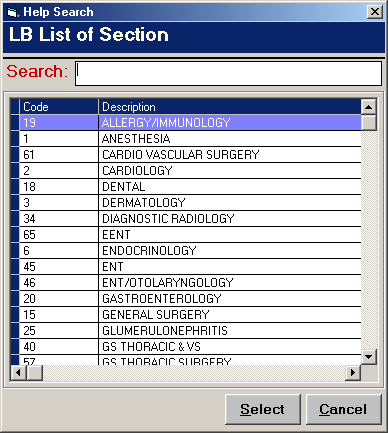 Help Search
LB List of Section
Search:
Code Description
19 ALLERGY/IMMUNOLOGY
1 ANESTHESIA
61 CARDIO VASCULAR SURGERY
2 CARDIOLOGY
18 DENTAL
3 DERMATOLOGY
34 DIAGNOSTIC RADIOLOGY
65 EENT
6 ENDOCRINOLOGY
45 ENT
46 ENT/OTOLARYNGOLOGY
20 GASTROENTEROLOGY
15 GENERAL SURGERY
25 GLUMERULONEPHRITIS
40 GS THORACIC & VS
57 GS THORACIC SURGERY
Select Cancel